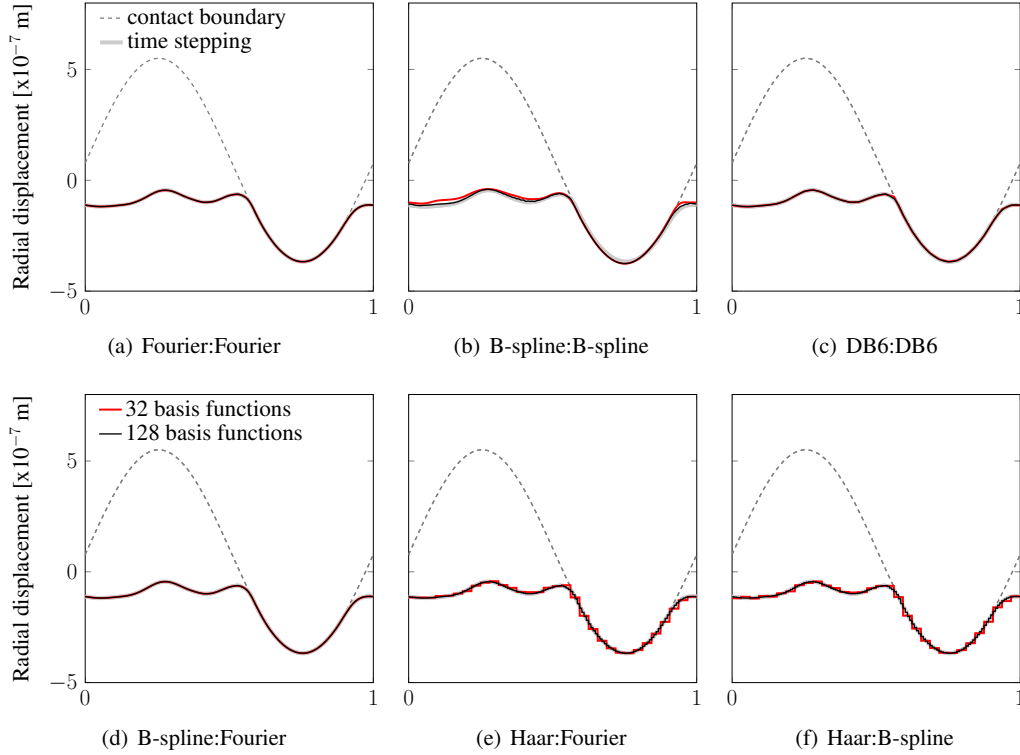 contact boundary
time stepping
Radial displacement [x10⁻⁷ m]
5
0
−5
0
1
0
1
0
1
(a) Fourier:Fourier
(b) B-spline:B-spline
(c) DB6:DB6
32 basis functions
128 basis functions
Radial displacement [x10⁻⁷ m]
5
0
−5
0
1
0
1
0
1
(d) B-spline:Fourier
(e) Haar:Fourier
(f) Haar:B-spline